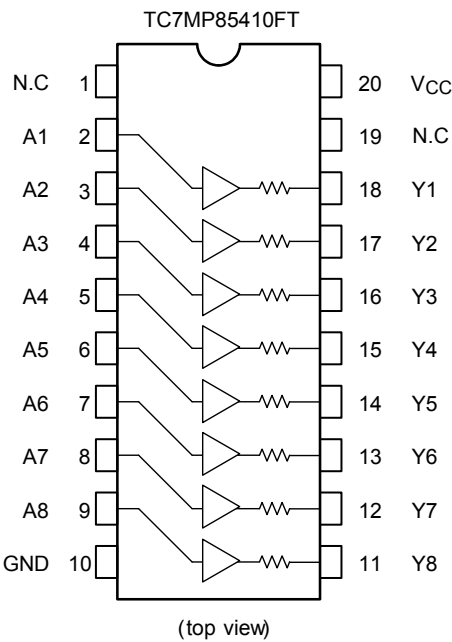 TC7MP85410FT
N.C 1 20 VCC
A1 2 19 N.C
A2 3 18 Y1
A3 4 17 Y2
A4 5 16 Y3
A5 6 15 Y4
A6 7 14 Y5
A7 8 13 Y6
A8 9 12 Y7
GND 10 11 Y8
(top view)